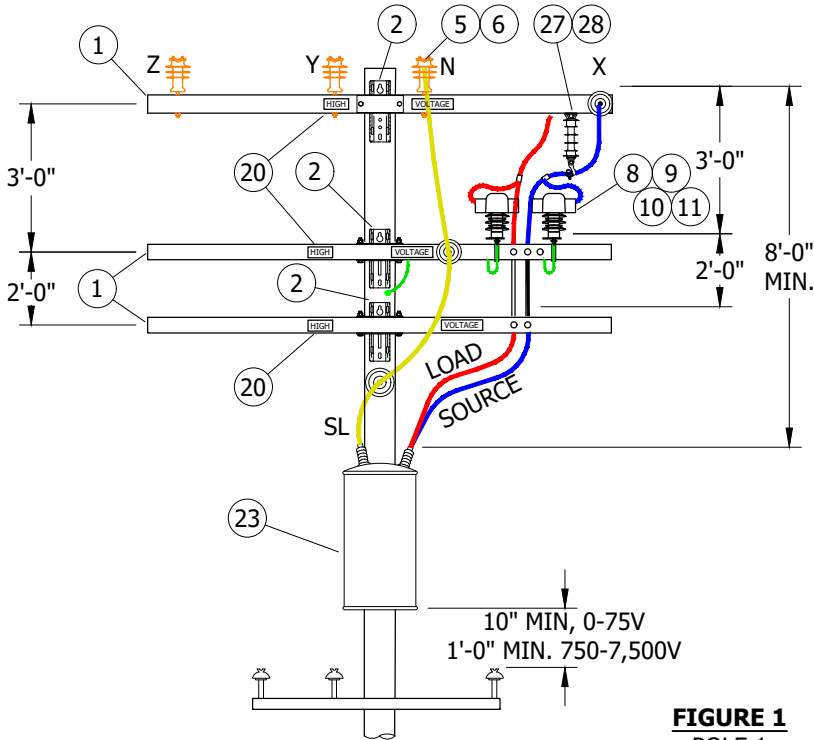 1
2
5 6
27 28
Z
Y
N
X
HIGH
VOLTAGE
3'-0"
20
2
3'-0"
8 9
10 11
HIGH
VOLTAGE
8'-0"
MIN.
1
2'-0"
2
2'-0"
HIGH
VOLTAGE
20
LOAD
SOURCE
SL
23
10" MIN, 0-75V
1'-0" MIN. 750-7,500V
FIGURE 1
POLE 1